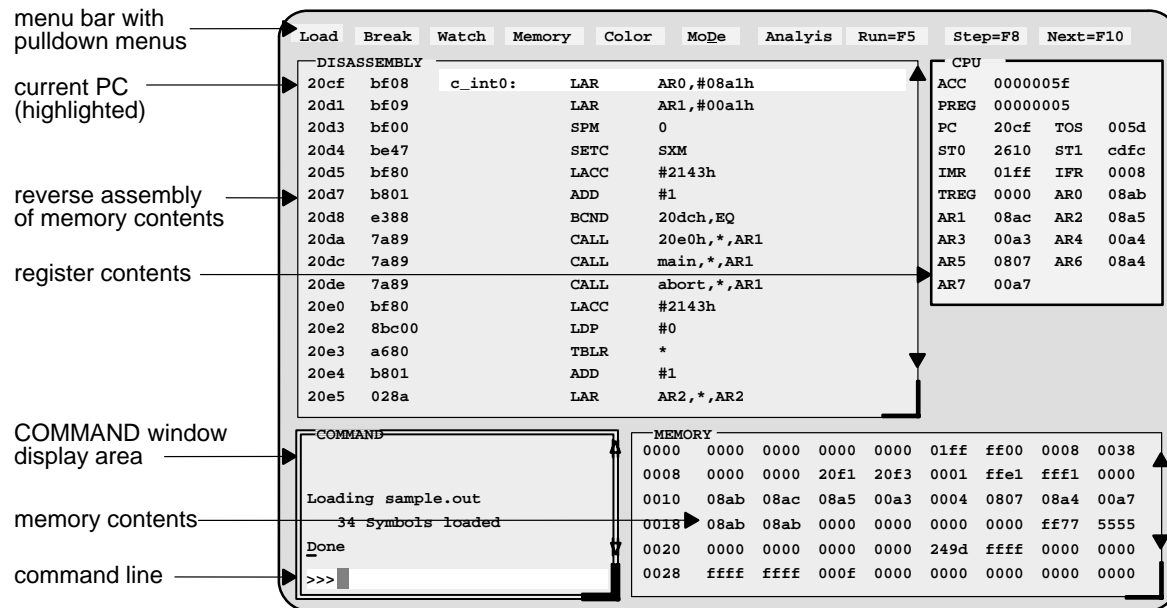 menu bar with
pulldown menus
current PC
(highlighted)
reverse assembly
of memory contents
register contents
COMMAND window
display area
memory contents
command line
Load Break Watch Memory Color MoDe Analyis Run=F5 Step=F8 Next=F10
DISASSEMBLY
20cf bf08 c_int0: LAR AR0,#08a1h
20d1 bf09 LAR AR1,#00a1h
20d3 bf00 SPM 0
20d4 be47 SETC SXM
20d5 bf80 LACC #2143h
20d7 b801 ADD #1
20d8 e388 BCND 20dch,EQ
20da 7a89 CALL 20e0h,*,AR1
20dc 7a89 CALL main,*,AR1
20de 7a89 CALL abort,*,AR1
20e0 bf80 LACC #2143h
20e2 8bc00 LDP #0
20e3 a680 TBLR *
20e4 b801 ADD #1
20e5 028a LAR AR2,*,AR2
CPU
ACC 0000005f
PREG 00000005
PC 20cf TOS 005d
ST0 2610 ST1 cdfc
IMR 01ff IFR 0008
TREG 0000 AR0 08ab
AR1 08ac AR2 08a5
AR3 00a3 AR4 00a4
AR5 0807 AR6 08a4
AR7 00a7
COMMAND
Loading sample.out
34 Symbols loaded
Done
>>>
MEMORY
0000 0000 0000 0000 0000 01ff ff00 0008 0038
0008 0000 0000 20f1 20f3 0001 ffe1 fff1 0000
0010 08ab 08ac 08a5 00a3 0004 0807 08a4 00a7
0018 08ab 08ab 0000 0000 0000 0000 ff77 5555
0020 0000 0000 0000 0000 249d ffff 0000 0000
0028 ffff ffff 000f 0000 0000 0000 0000 0000